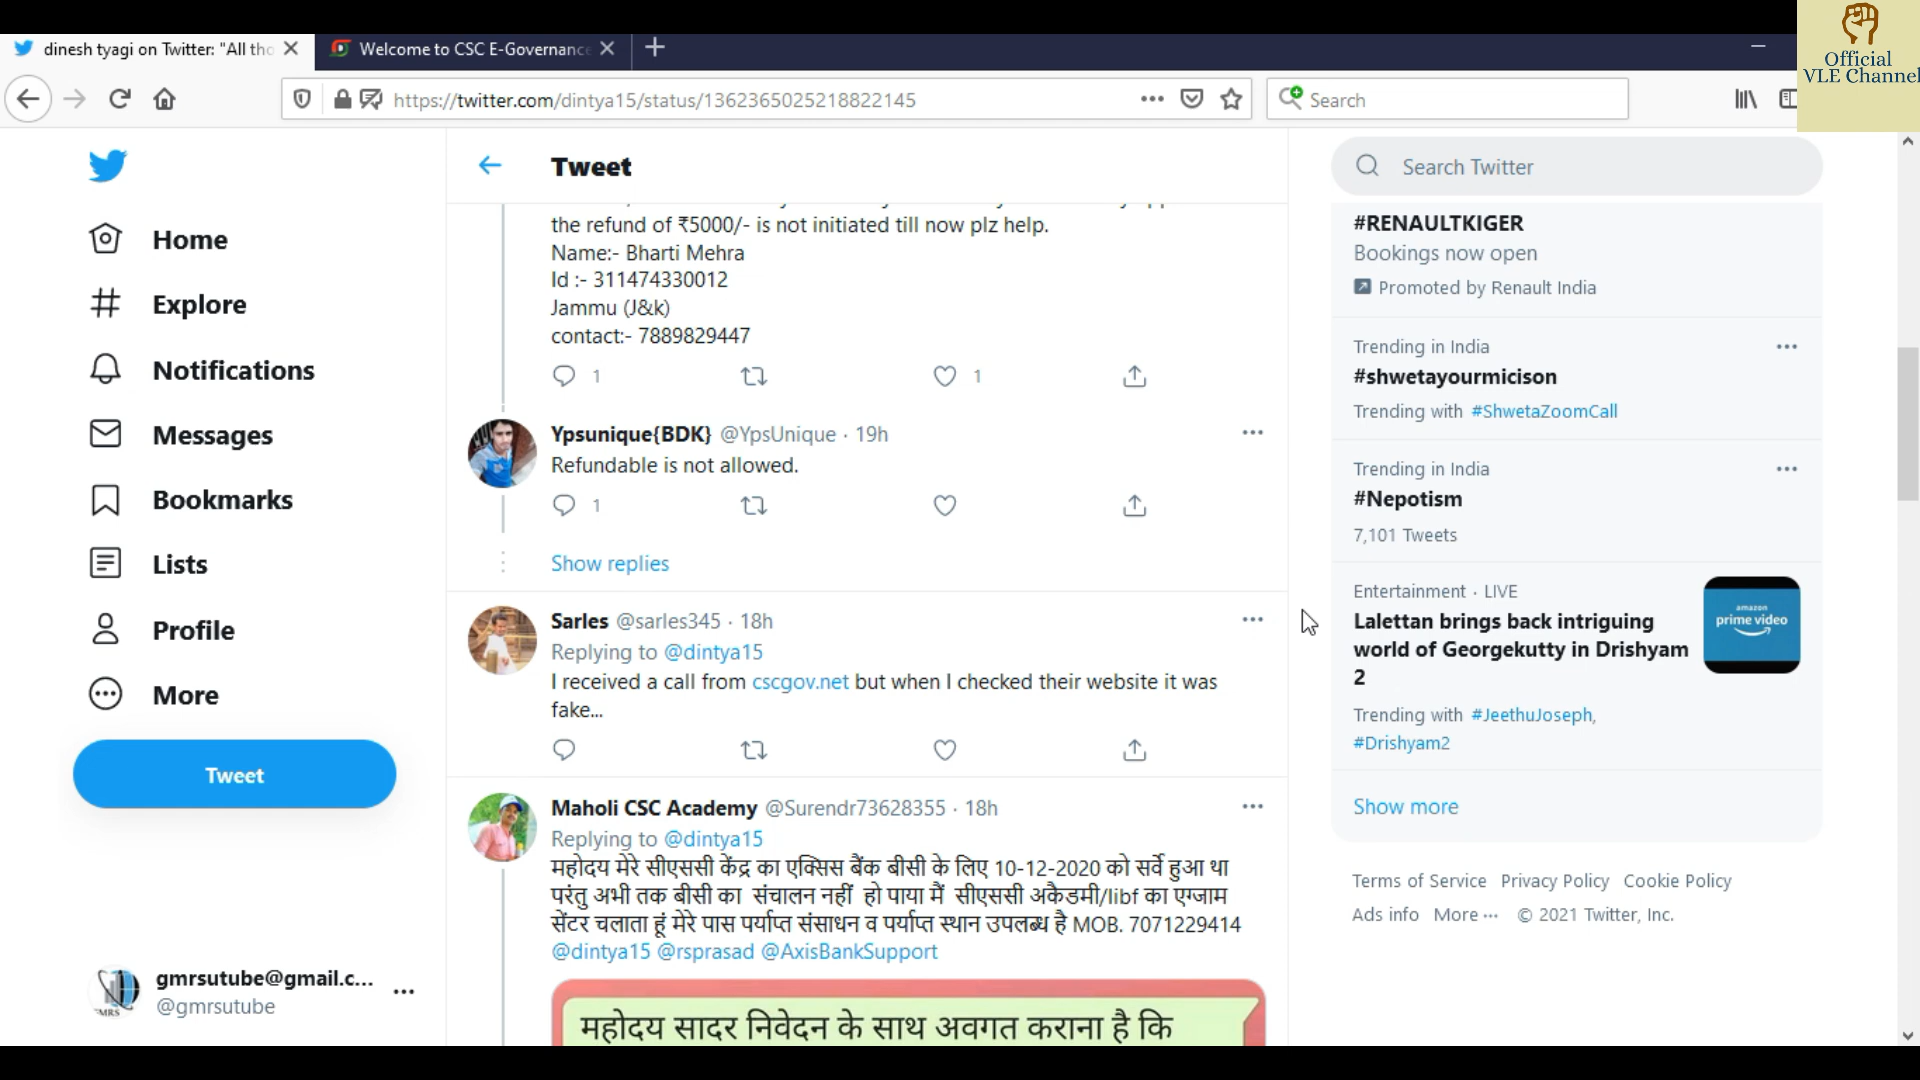 dinesh tyagi on Twitter: "All tho
Welcome to CSC E-Governance
Official
VLE Channel
https://twitter.com/dintya15/status/1362365025218822145
Search
Tweet
Search Twitter
Home
Explore
Notifications
Messages
Bookmarks
Lists
Profile
More
Tweet
gmrsutube@gmail.c...
@gmrsutube
the refund of ₹5000/- is not initiated till now plz help.
Name:- Bharti Mehra
Id :- 311474330012
Jammu (J&k)
contact:- 7889829447
1
1
Ypsunique{BDK} @YpsUnique · 19h
Refundable is not allowed.
1
Show replies
Sarles @sarles345 · 18h
Replying to @dintya15
I received a call from cscgov.net but when I checked their website it was
fake...
Maholi CSC Academy @Surendr73628355 · 18h
Replying to @dintya15
महोदय मेरे सीएससी केंद्र का एक्सिस बैंक बीसी के लिए 10-12-2020 को सर्वे हुआ था
परंतु अभी तक बीसी का संचालन नहीं हो पाया मैं सीएससी अकैडमी/libf का एग्जाम
सेंटर चलाता हूं मेरे पास पर्याप्त संसाधन व पर्याप्त स्थान उपलब्ध है MOB. 7071229414
@dintya15 @rsprasad @AxisBankSupport
महोदय सादर निवेदन के साथ अवगत कराना है कि
#RENAULTKIGER
Bookings now open
Promoted by Renault India
Trending in India
#shwetayourmicison
Trending with #ShwetaZoomCall
Trending in India
#Nepotism
7,101 Tweets
Entertainment · LIVE
Lalettan brings back intriguing
world of Georgekutty in Drishyam
2
amazon
prime video
Trending with #JeethuJoseph,
#Drishyam2
Show more
Terms of Service Privacy Policy Cookie Policy
Ads info More ··· © 2021 Twitter, Inc.